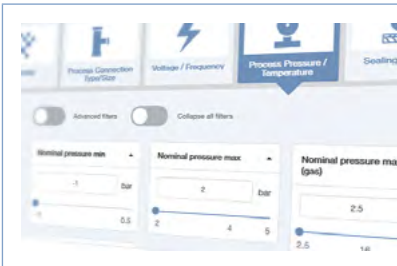 Process Connection
Type/Size
Voltage / Frequency
Process Pressure /
Temperature
Sealing
Advanced filters
Collapse all filters
Nominal pressure min
-1
bar
-1
0.5
Nominal pressure max
2
bar
2
4
5
Nominal pressure ma
(gas)
2.5
2.5
16